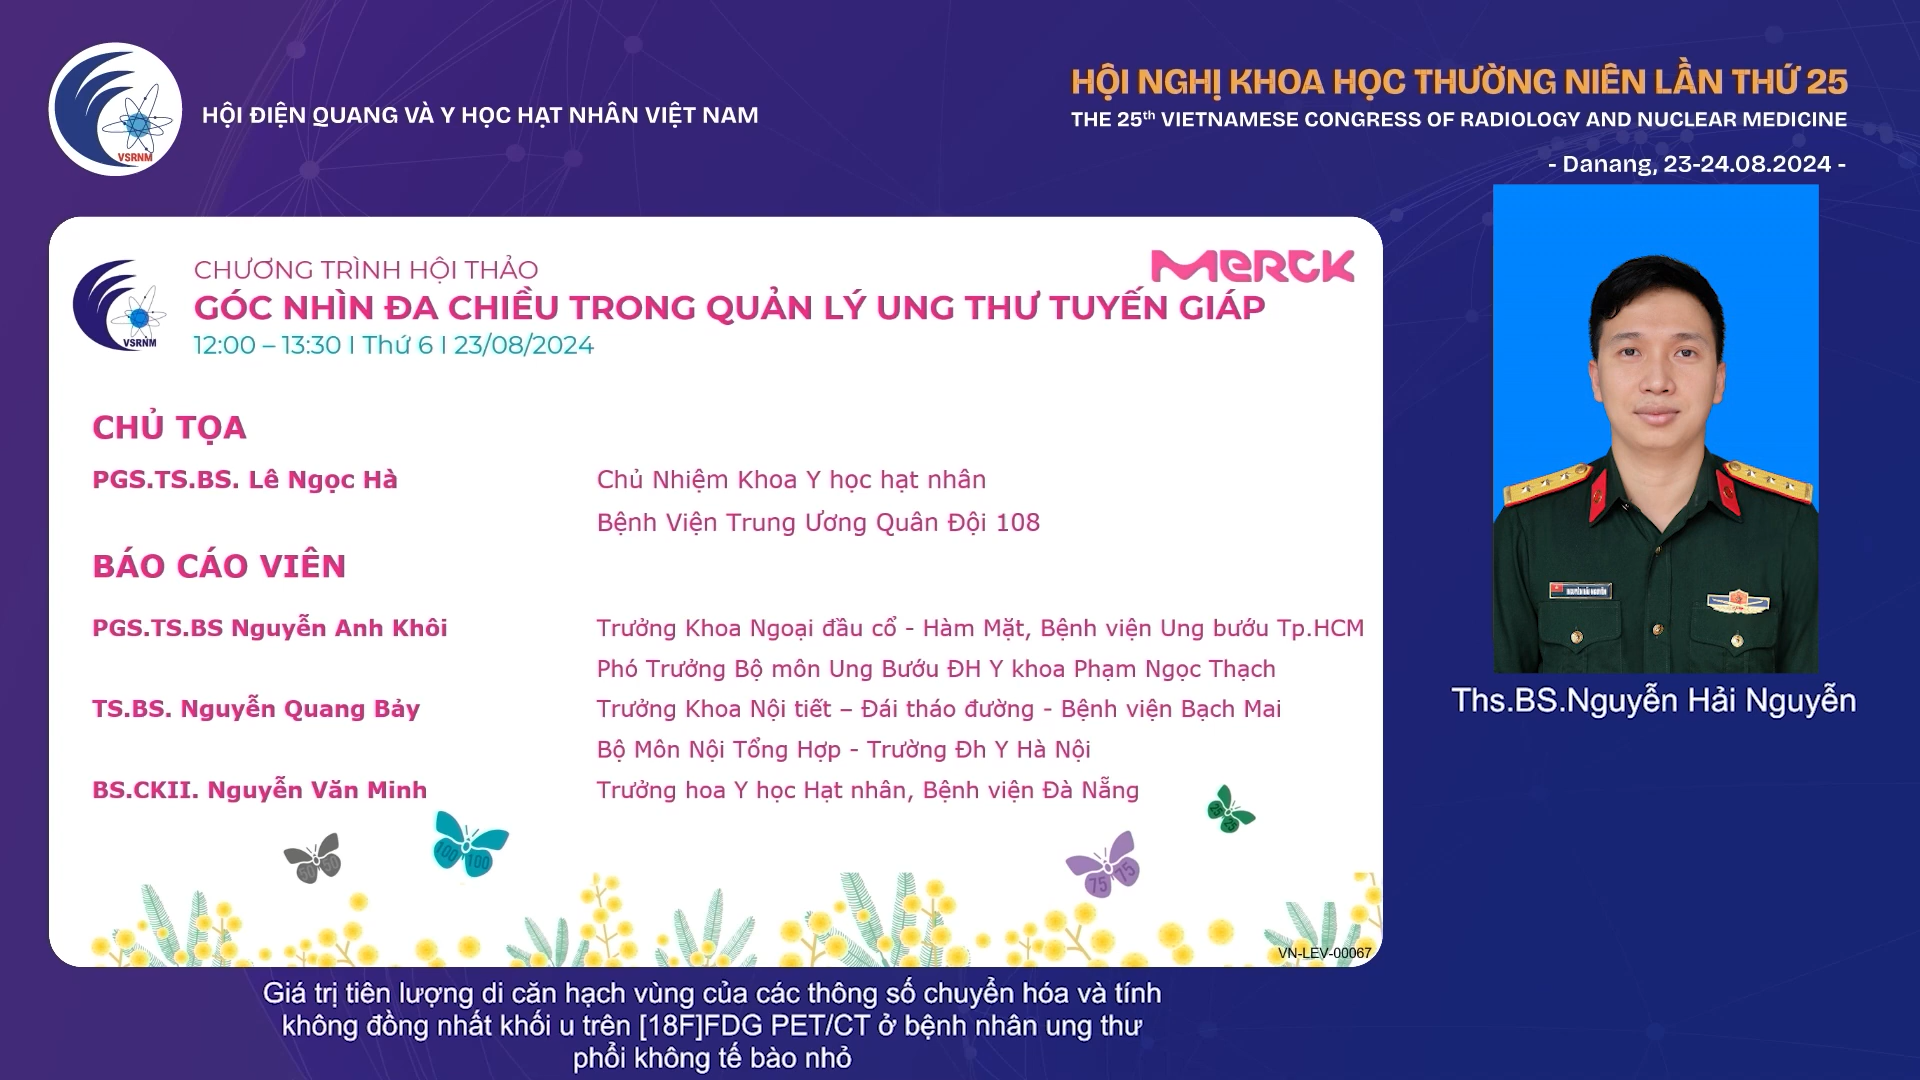 VSRNM
HỘI ĐIỆN QUANG VÀ Y HỌC HẠT NHÂN VIỆT NAM
HỘI NGHỊ KHOA HỌC THƯỜNG NIÊN LẦN THỨ 25
THE 25th VIETNAMESE CONGRESS OF RADIOLOGY AND NUCLEAR MEDICINE
- Danang, 23-24.08.2024 -
VSRNM
CHƯƠNG TRÌNH HỘI THẢO
MERCK
GÓC NHÌN ĐA CHIỀU TRONG QUẢN LÝ UNG THƯ TUYẾN GIÁP
12:00 – 13:30 I Thứ 6 I 23/08/2024
CHỦ TỌA
PGS.TS.BS. Lê Ngọc Hà Chủ Nhiệm Khoa Y học hạt nhân
Bệnh Viện Trung Ương Quân Đội 108
BÁO CÁO VIÊN
PGS.TS.BS Nguyễn Anh Khôi Trưởng Khoa Ngoại đầu cổ - Hàm Mặt, Bệnh viện Ung bướu Tp.HCM
Phó Trưởng Bộ môn Ung Bướu ĐH Y khoa Phạm Ngọc Thạch
TS.BS. Nguyễn Quang Bảy Trưởng Khoa Nội tiết – Đái tháo đường - Bệnh viện Bạch Mai
Bộ Môn Nội Tổng Hợp - Trường Đh Y Hà Nội
BS.CKII. Nguyễn Văn Minh Trưởng hoa Y học Hạt nhân, Bệnh viện Đà Nẵng
50 50
100 100
75 75
VN-LEV-00067
NGUYỄN HẢI NGUYỄN
Ths.BS.Nguyễn Hải Nguyễn
Giá trị tiên lượng di căn hạch vùng của các thông số chuyển hóa và tính
không đồng nhất khối u trên [18F]FDG PET/CT ở bệnh nhân ung thư
phổi không tế bào nhỏ